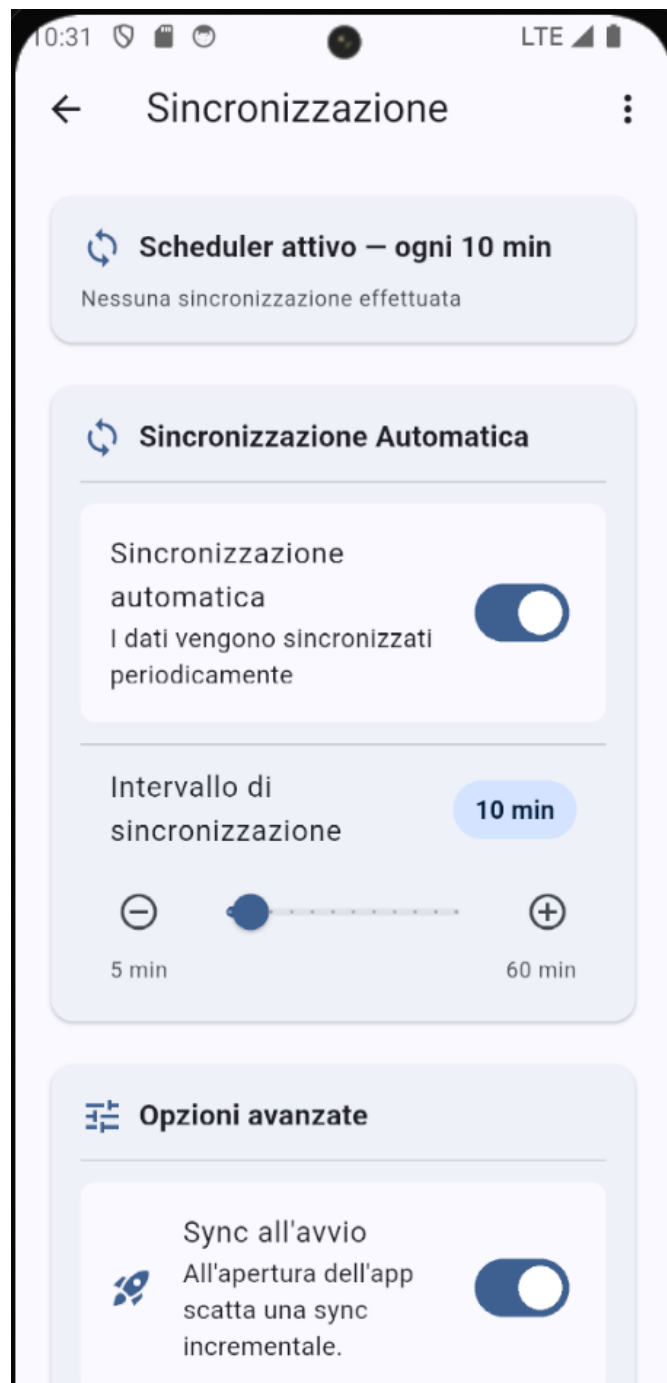 10:31 LTE
Sincronizzazione
Scheduler attivo — ogni 10 min
Nessuna sincronizzazione effettuata
Sincronizzazione Automatica
Sincronizzazione
automatica
I dati vengono sincronizzati
periodicamente
Intervallo di
sincronizzazione
10 min
5 min
60 min
Opzioni avanzate
Sync all'avvio
All'apertura dell'app
scatta una sync
incrementale.